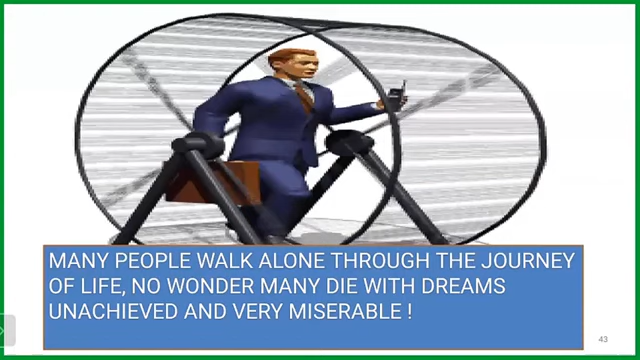 MANY PEOPLE WALK ALONE THROUGH THE JOURNEY
OF LIFE, NO WONDER MANY DIE WITH DREAMS
UNACHIEVED AND VERY MISERABLE !
43